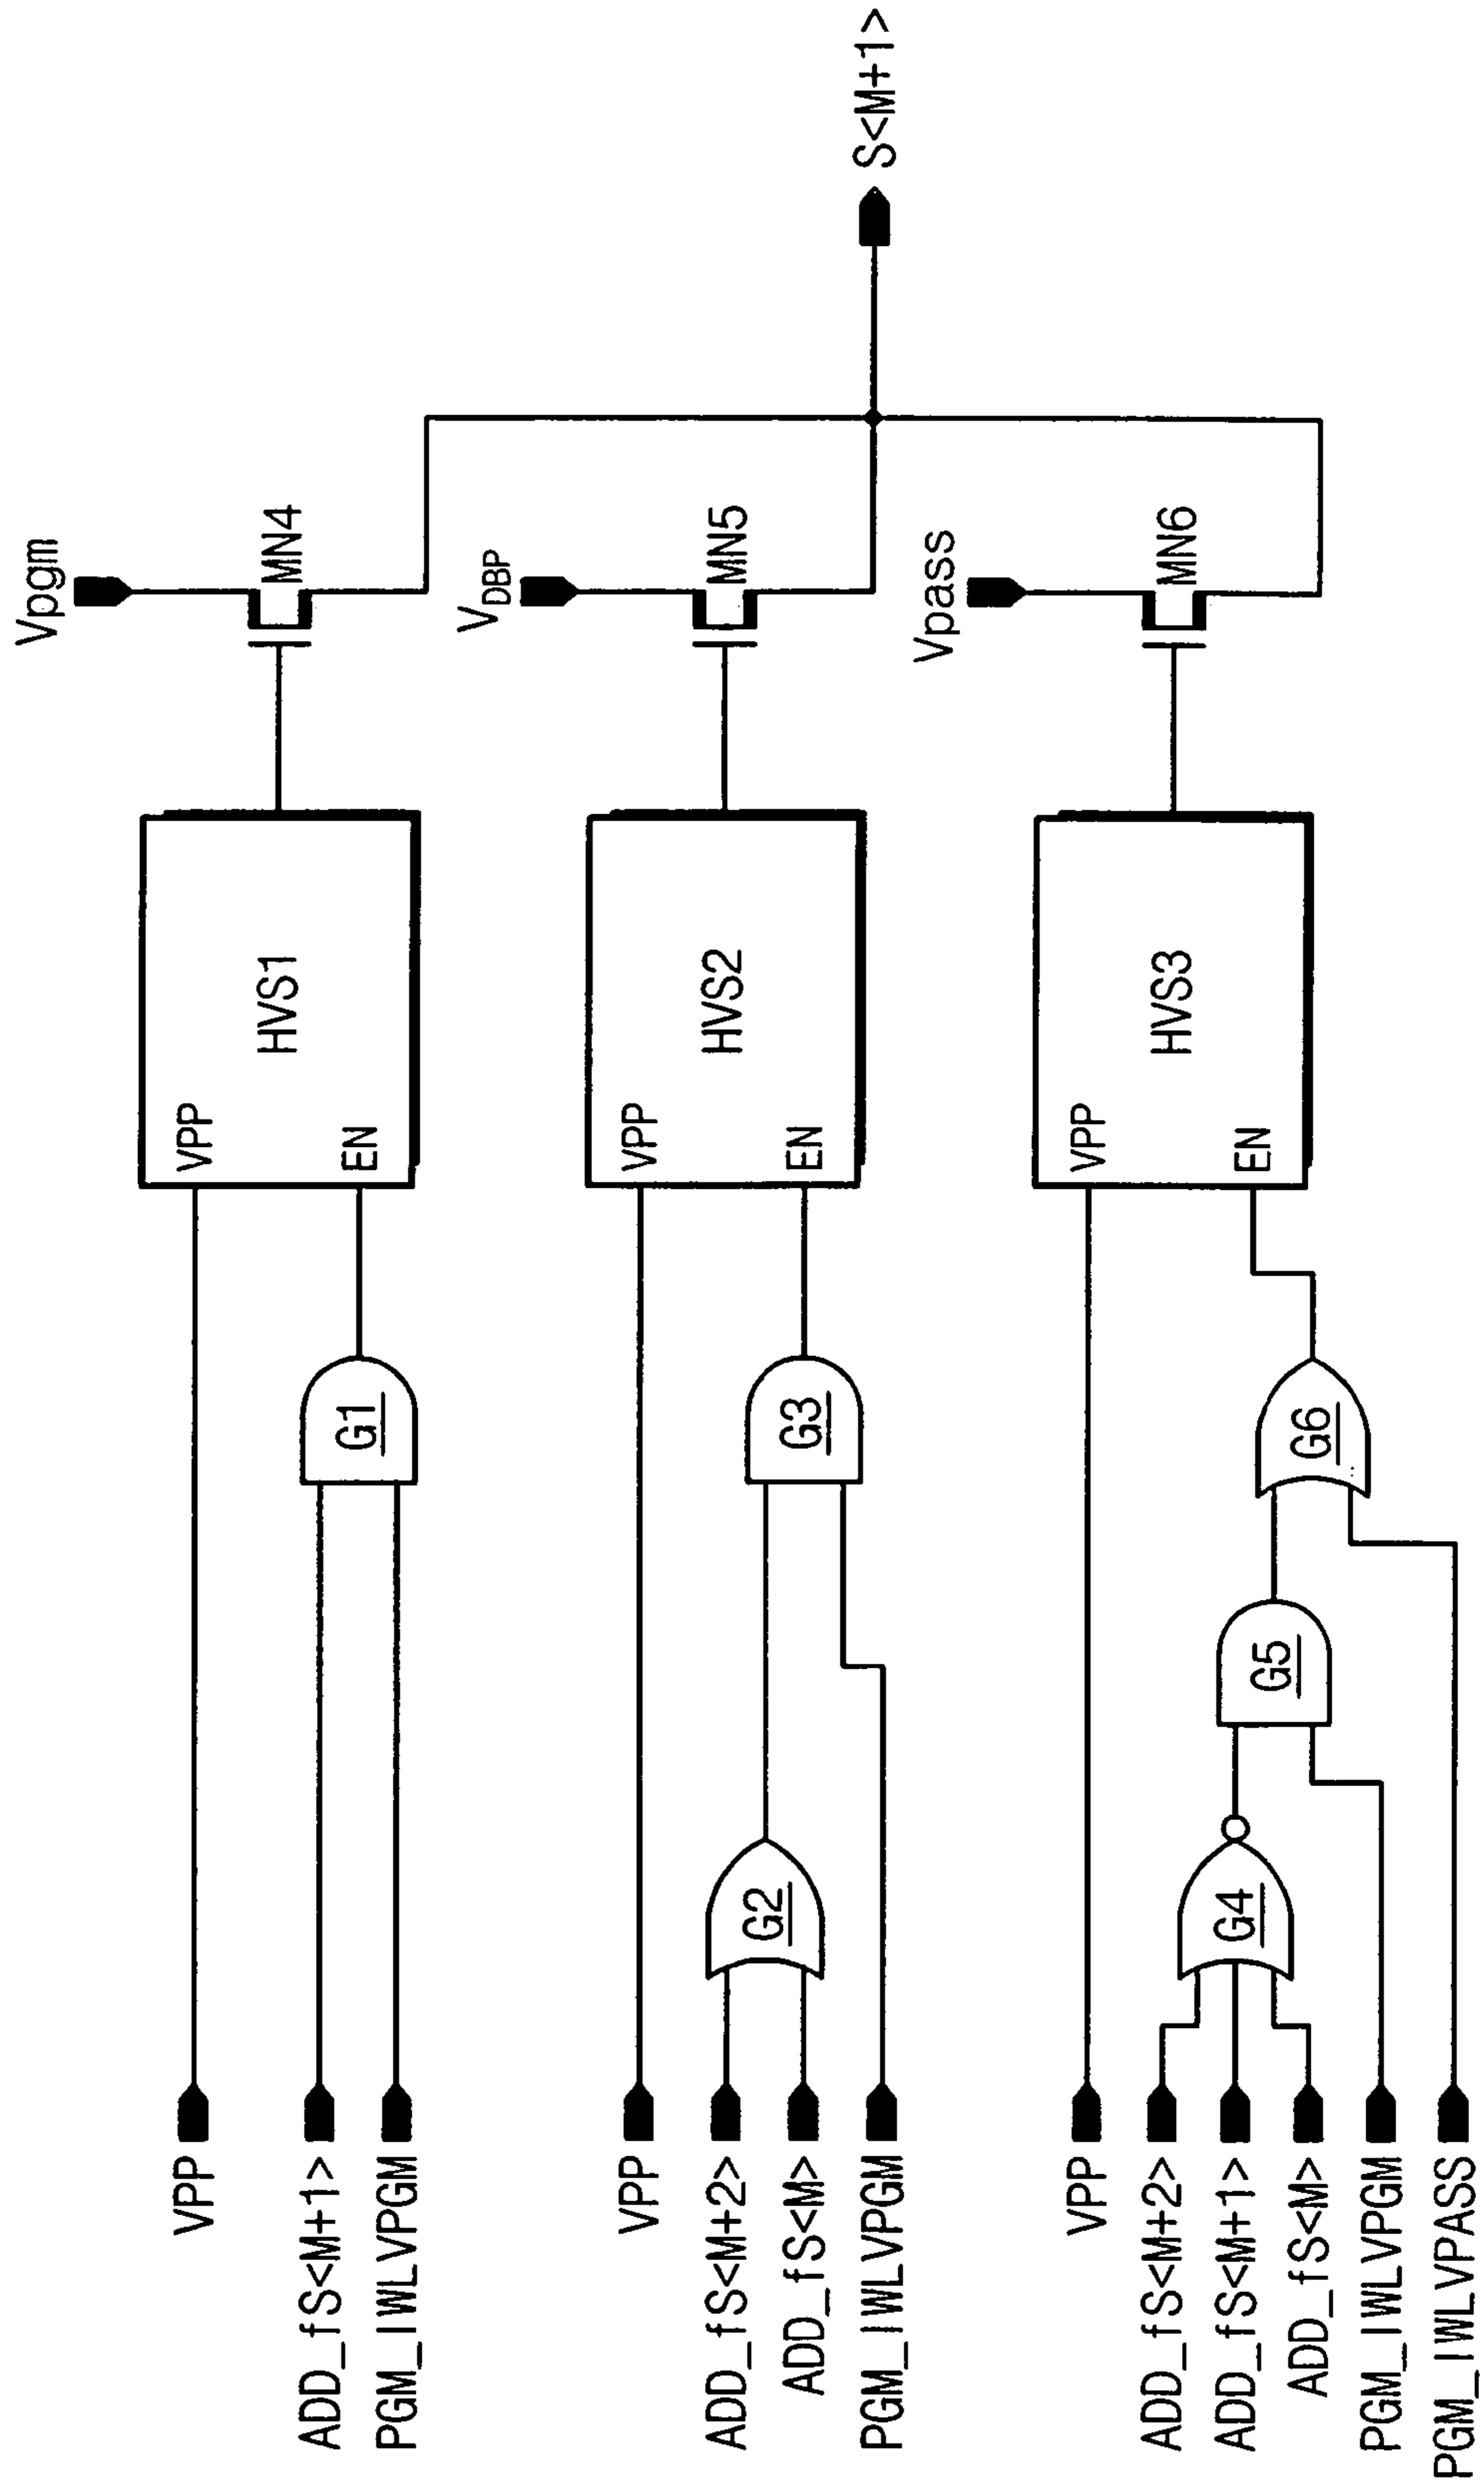 VPP
ADD_fS<M+1>
PGM_IWLVPGM
G1
VPP
EN
HVS1
Vpgm
MN4
VPP
ADD_fS<M+2>
ADD_fS<M>
PGM_IWLVPGM
G2
G3
VPP
EN
HVS2
VDBP
MN5
S<M+1>
VPP
ADD_fS<M+2>
ADD_fS<M+1>
ADD_fS<M>
PGM_IWLVPGM
PGM_IWLVPASS
G4
G5
G6
VPP
EN
HVS3
Vpass
MN6